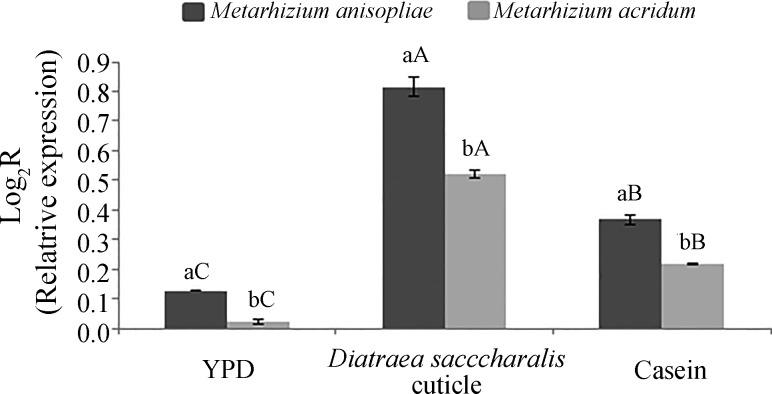 Metarhizium anisopliae Metarhizium acridum
Log2R
(Relatrive expression)
0.9
0.8
0.7
0.6
0.5
0.4
0.3
0.2
0.1
0.0
aC
bC
aA
bA
aB
bB
YPD
Diatraea sacccharalis
cuticle
Casein